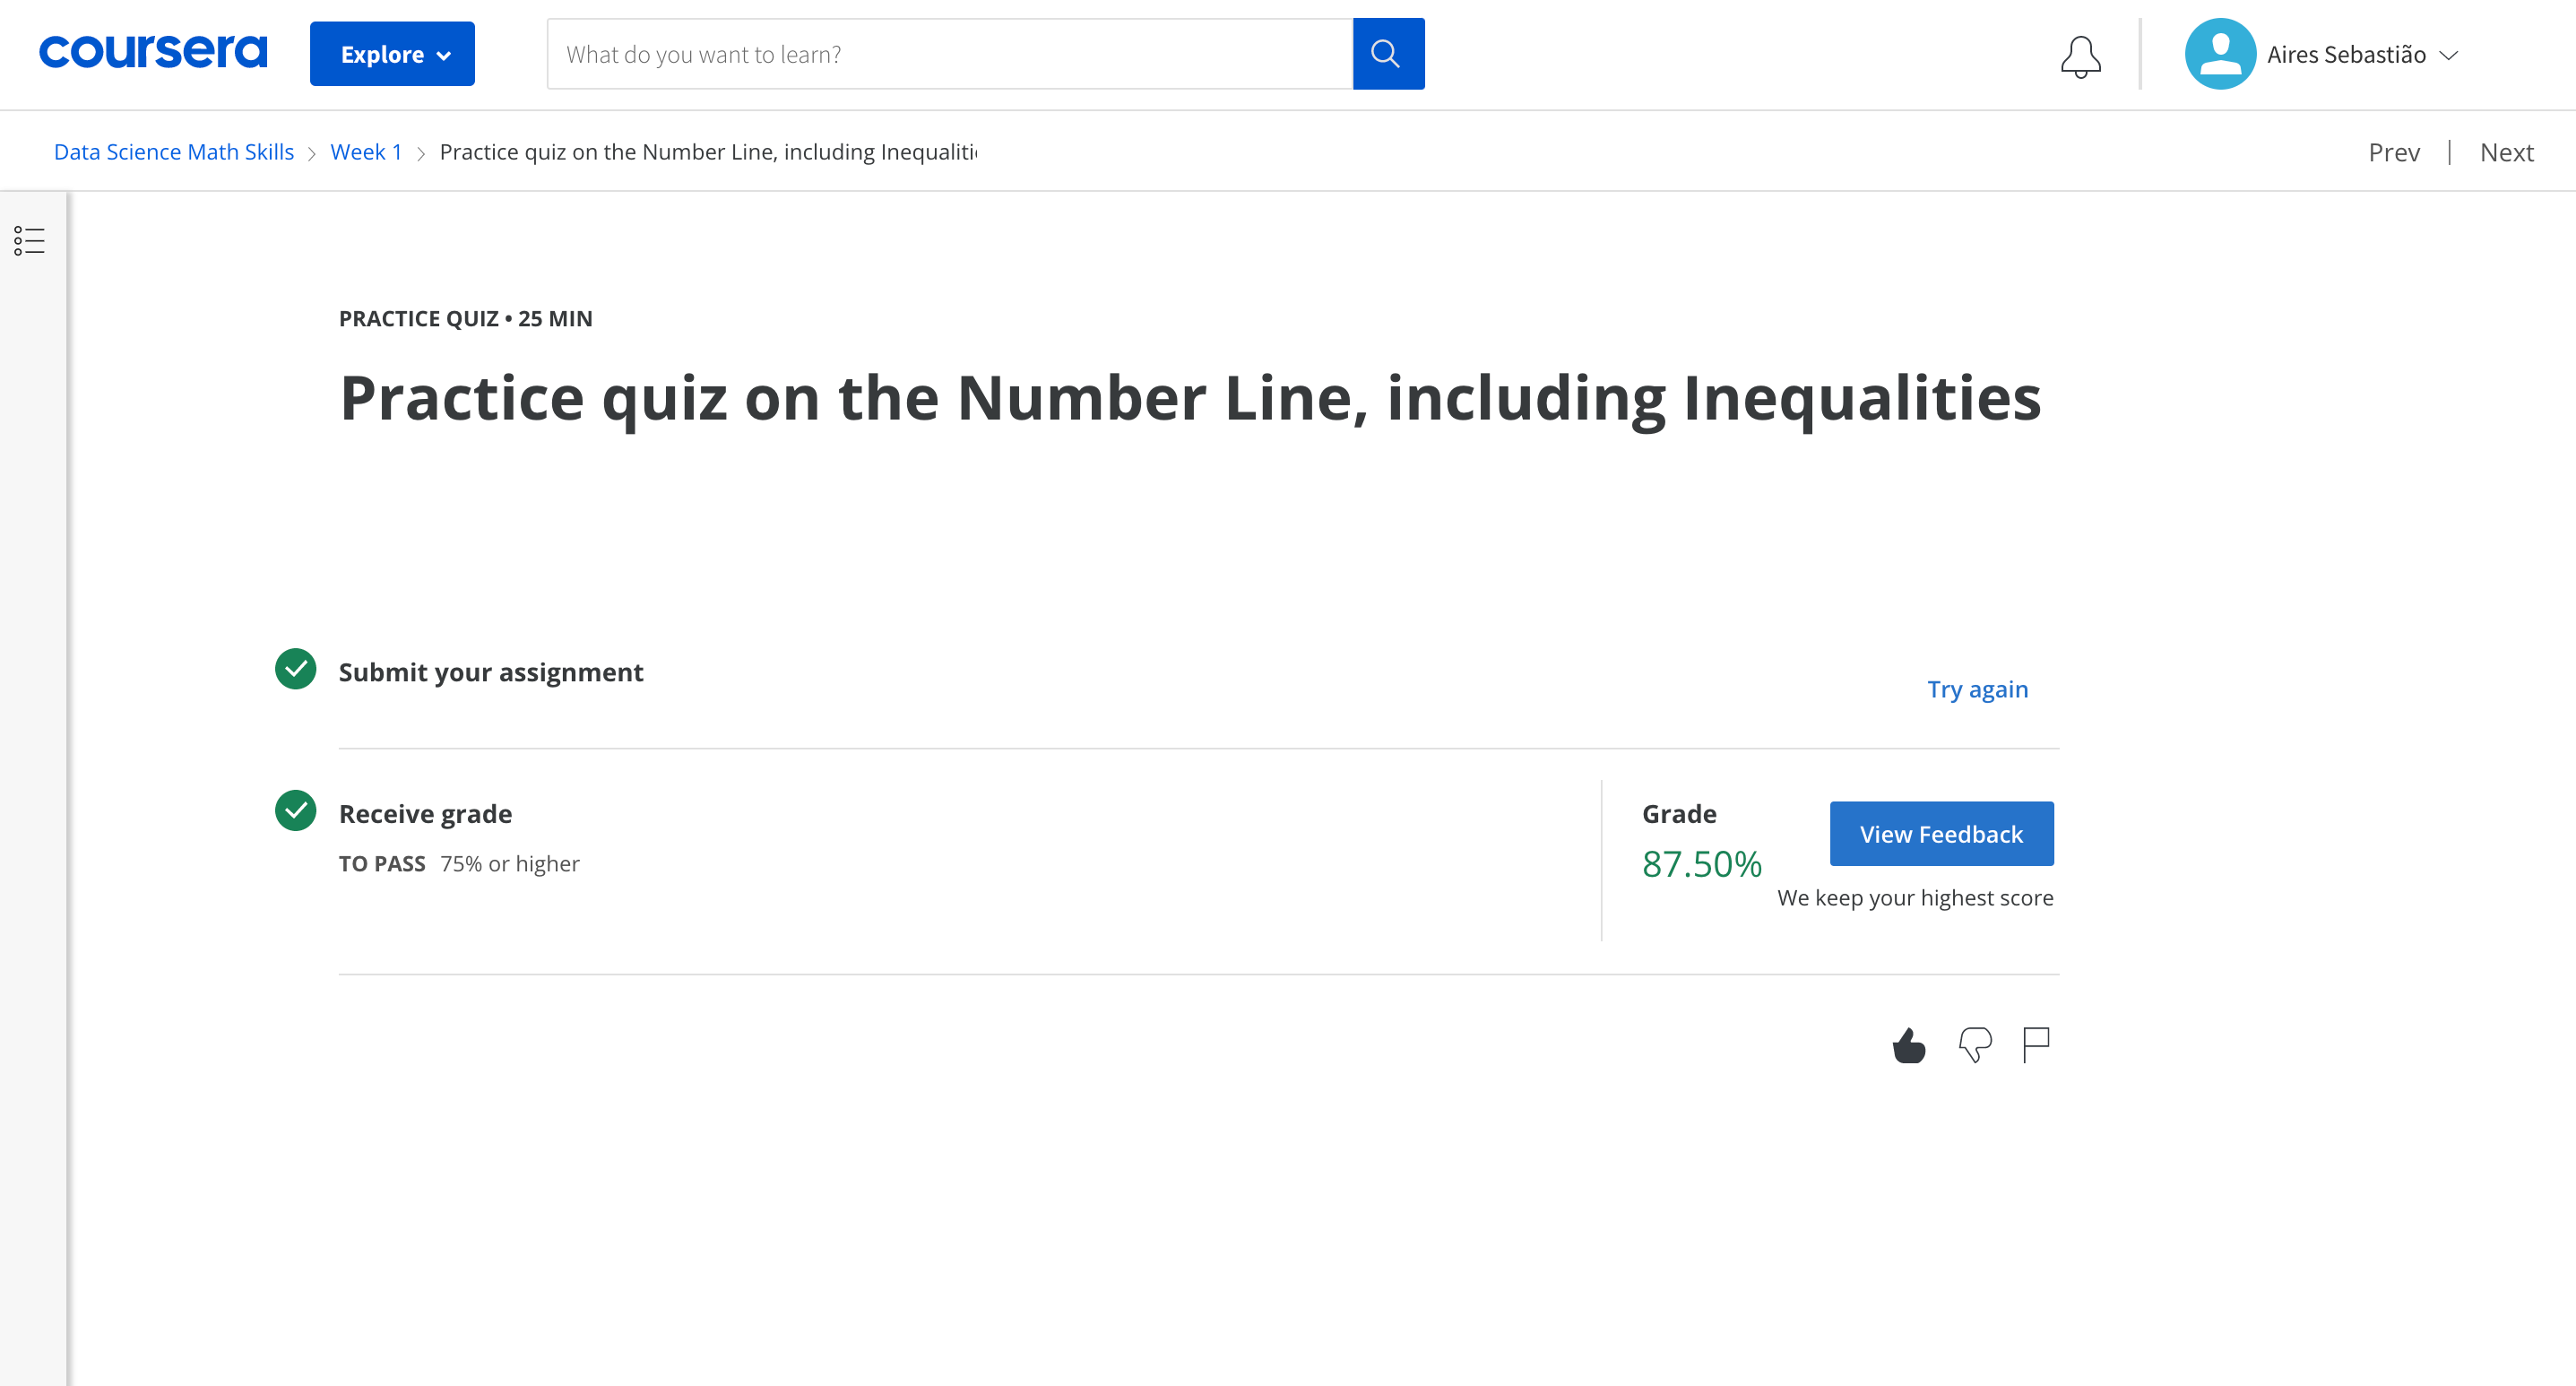 coursera
Explore
What do you want to learn?
Aires Sebastião
Data Science Math Skills
Week 1
Practice quiz on the Number Line, including Inequaliti
Prev
Next
PRACTICE QUIZ • 25 MIN
Practice quiz on the Number Line, including Inequalities
Submit your assignment
Try again
Receive grade
TO PASS 75% or higher
Grade
87.50%
View Feedback
We keep your highest score